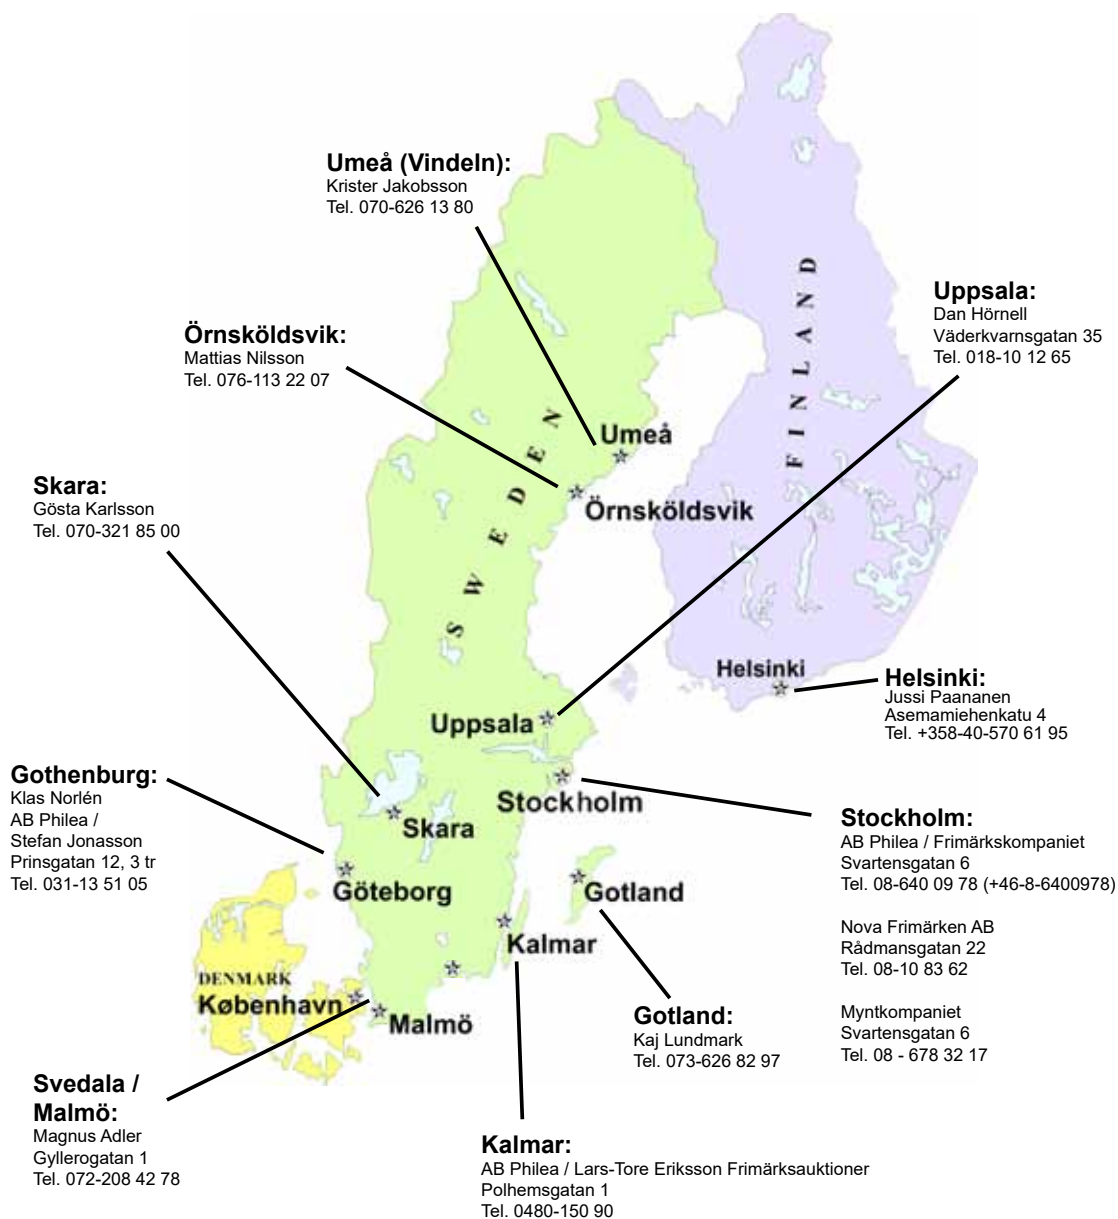 Umeå (Vindeln):
Krister Jakobsson
Tel. 070-626 13 80
Uppsala:
Dan Hörnell
Väderkvarnsgatan 35
Tel. 018-10 12 65
Örnsköldsvik:
Mattias Nilsson
Tel. 076-113 22 07
FINLAND
SWEDEN
Umeå
Örnsköldsvik
Skara:
Gösta Karlsson
Tel. 070-321 85 00
Helsinki
Helsinki:
Jussi Paananen
Asemamiehenkatu 4
Tel. +358-40-570 61 95
Uppsala
Stockholm
Gothenburg:
Klas Norlén
AB Philea /
Stefan Jonasson
Prinsgatan 12, 3 tr
Tel. 031-13 51 05
Skara
Göteborg
Gotland
Kalmar
Stockholm:
AB Philea / Frimärkskompaniet
Svartensgatan 6
Tel. 08-640 09 78 (+46-8-6400978)
Nova Frimärken AB
Rådmansgatan 22
Tel. 08-10 83 62
Myntkompaniet
Svartensgatan 6
Tel. 08 - 678 32 17
DENMARK
København
Malmö
Gotland:
Kaj Lundmark
Tel. 073-626 82 97
Svedala /
Malmö:
Magnus Adler
Gyllerogatan 1
Tel. 072-208 42 78
Kalmar:
AB Philea / Lars-Tore Eriksson Frimärksauktioner
Polhemsgatan 1
Tel. 0480-150 90